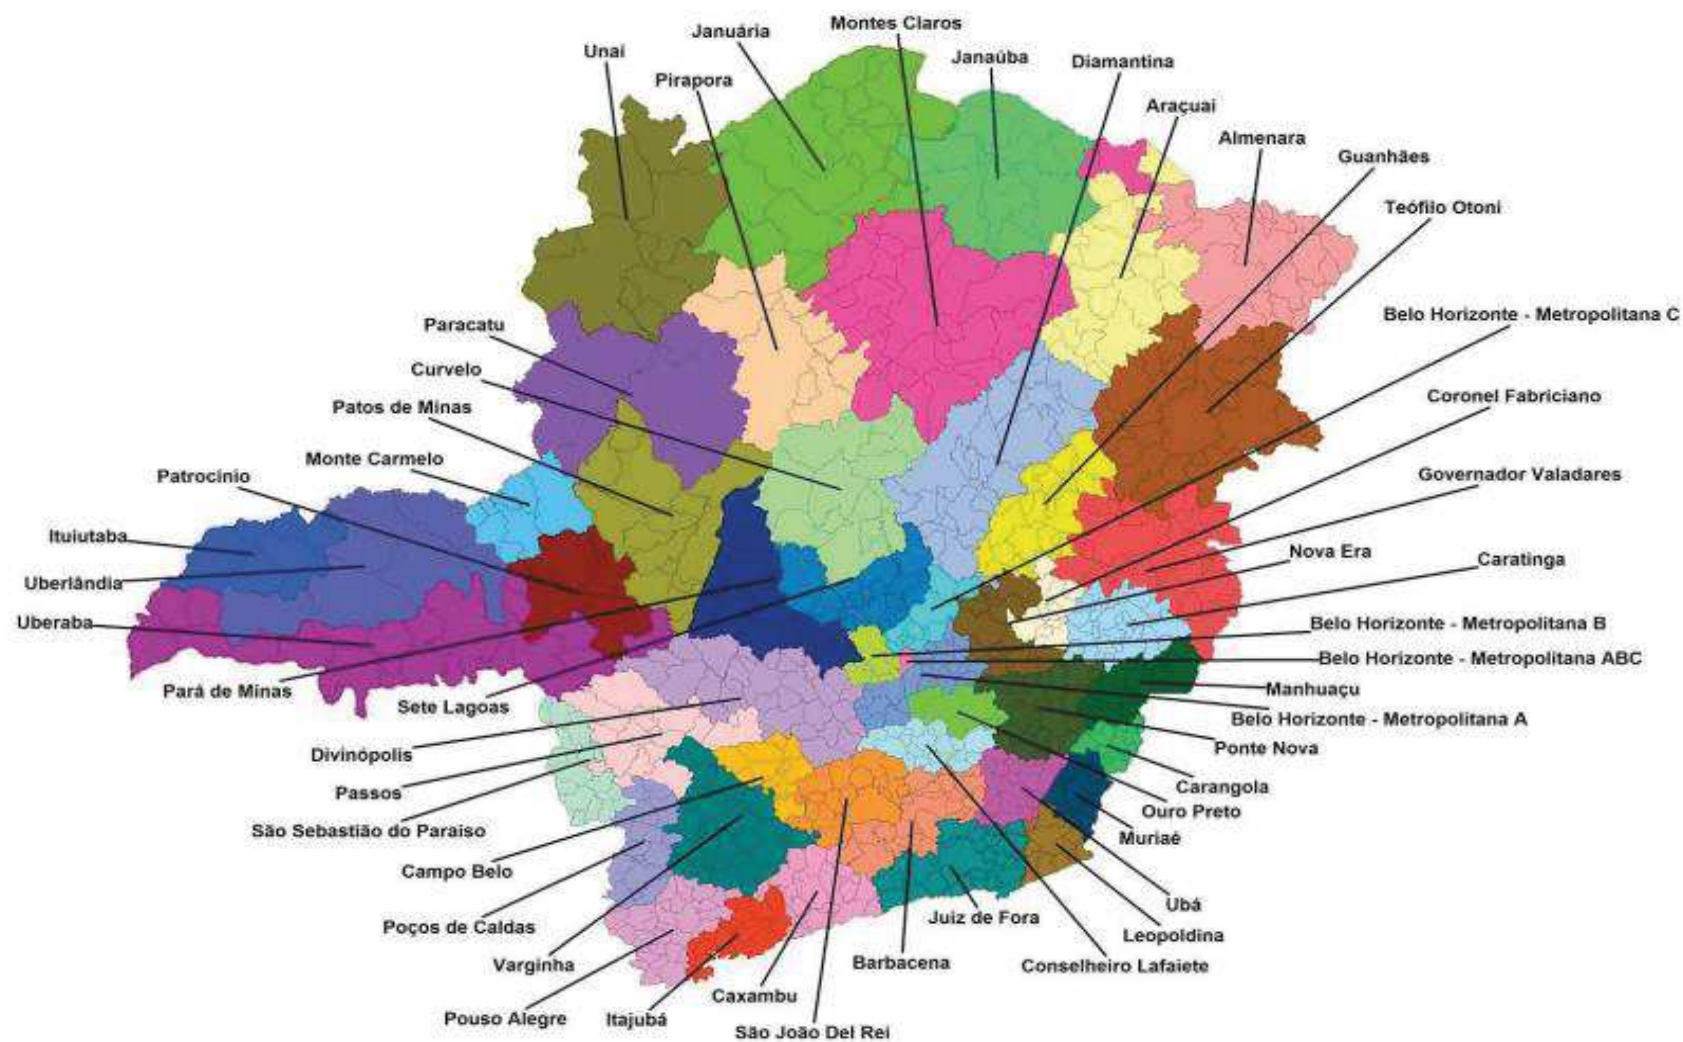 Montes Claros
Januária
Unaí
Janaúba
Diamantina
Pirapora
Araçuaí
Almenara
Guanhães
Teófilo Otoni
Belo Horizonte - Metropolitana C
Paracatu
Curvelo
Patos de Minas
Coronel Fabriciano
Monte Carmelo
Patrocínio
Governador Valadares
Ituiutaba
Nova Era
Caratinga
Uberlândia
Uberaba
Belo Horizonte - Metropolitana B
Belo Horizonte - Metropolitana ABC
Pará de Minas
Manhuaçu
Sete Lagoas
Belo Horizonte - Metropolitana A
Divinópolis
Ponte Nova
Passos
Carangola
Ouro Preto
São Sebastião do Paraíso
Muriaé
Campo Belo
Ubá
Poços de Caldas
Juiz de Fora
Leopoldina
Varginha
Barbacena
Conselheiro Lafaiete
Caxambu
Pouso Alegre
Itajubá
São João Del Rei